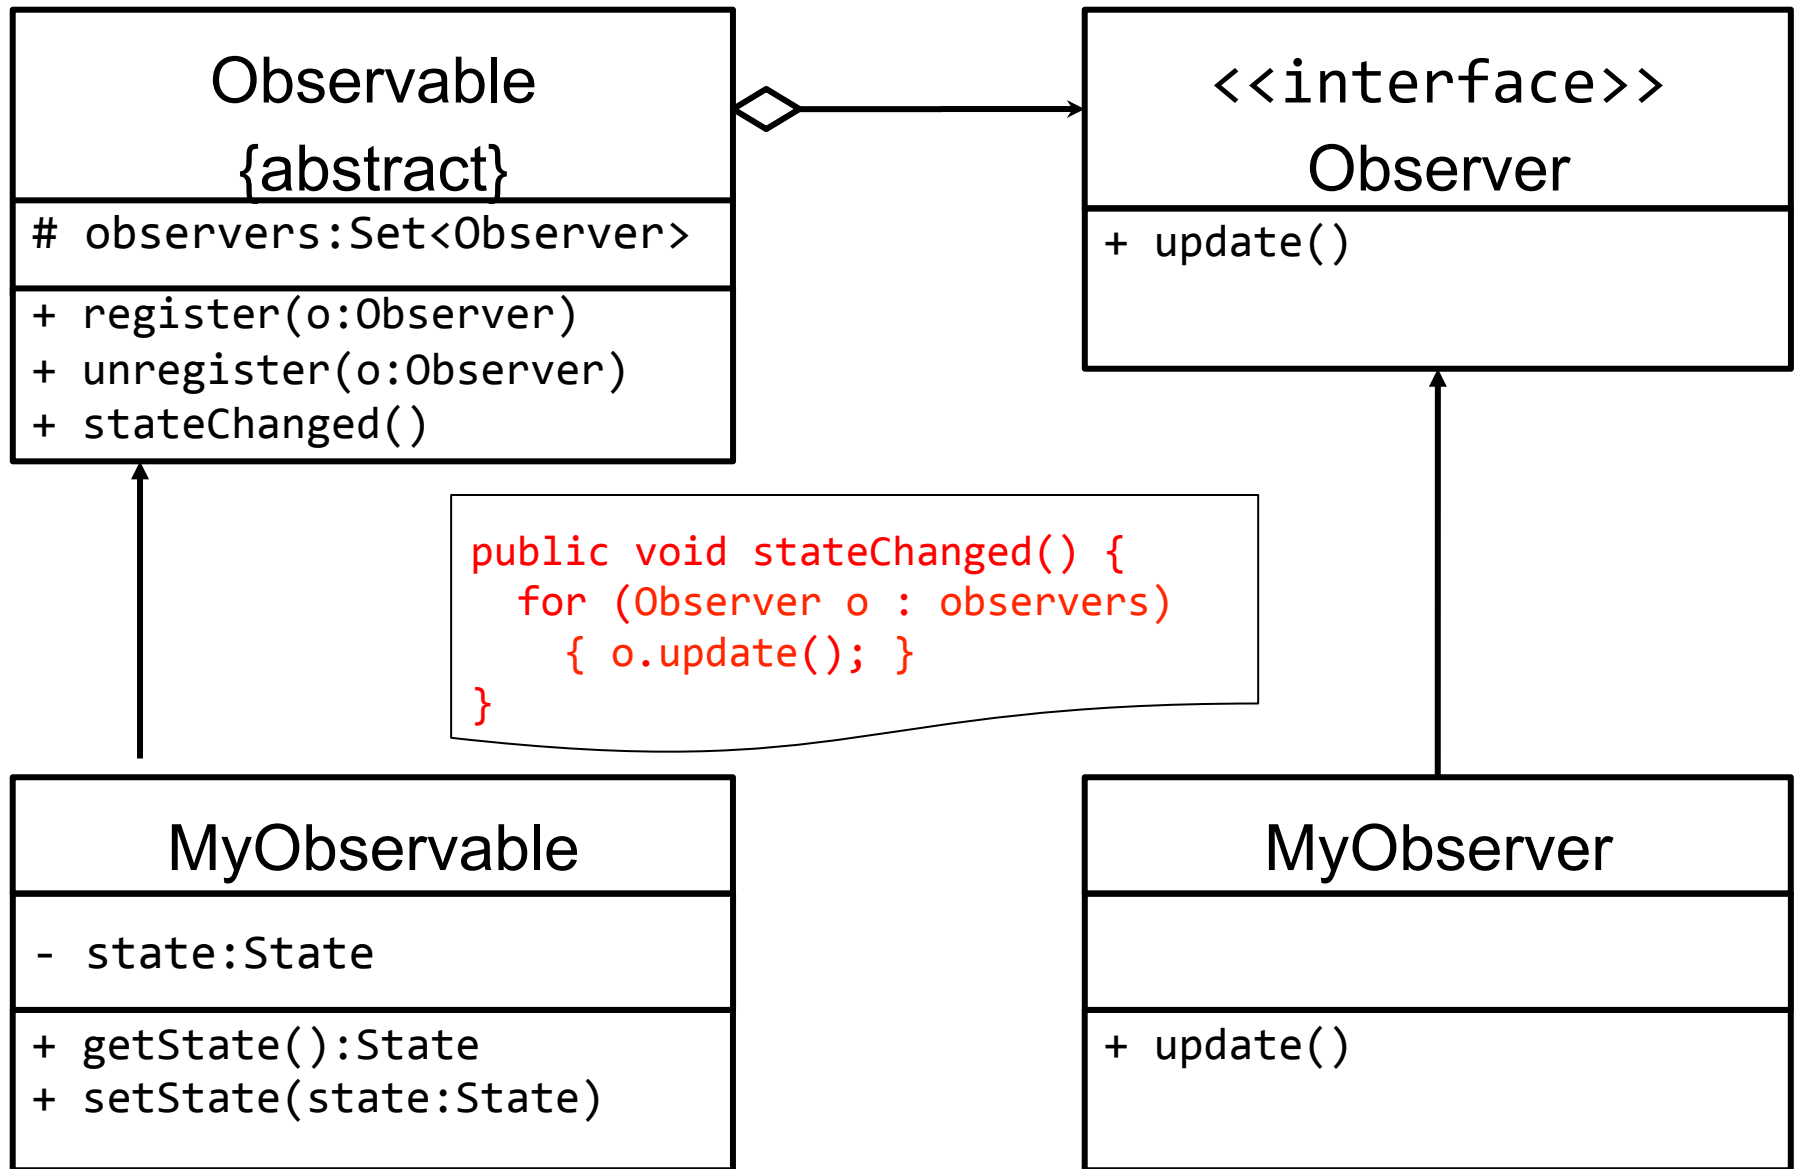 Observable
{abstract}
# observers:Set<Observer>
+ register(o:Observer)
+ unregister(o:Observer)
+ stateChanged()
<<interface>>
Observer
+ update()
public void stateChanged() {
for (Observer o : observers)
{ o.update(); }
}
MyObservable
- state:State
+ getState():State
+ setState(state:State)
MyObserver
+ update()